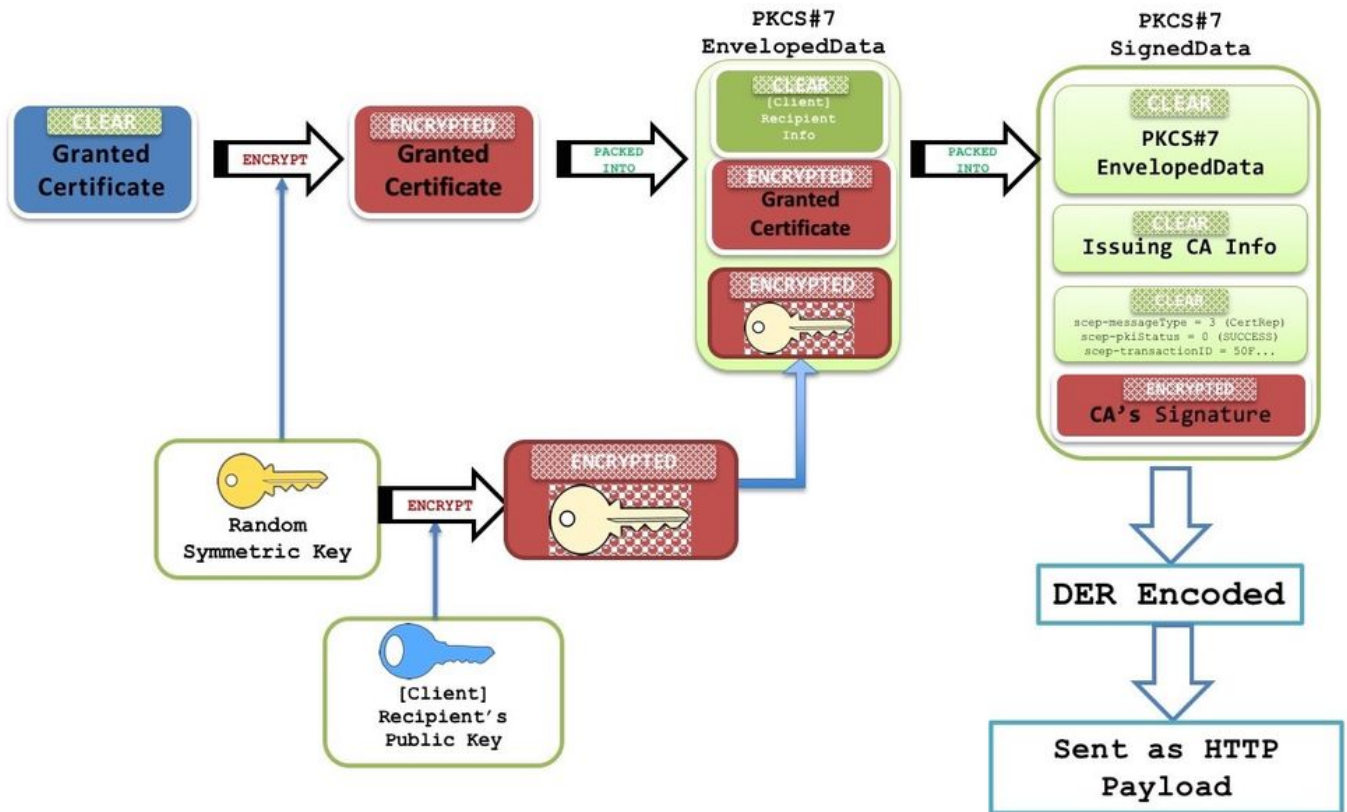 PKCS#7
EnvelopedData
PKCS#7
SignedData
CLEAR
Granted
Certificate
ENCRYPT
ENCRYPTED
Granted
Certificate
PACKED
INTO
CLEAR
[Client]
Recipient
Info
ENCRYPTED
Granted
Certificate
ENCRYPTED
PACKED
INTO
CLEAR
PKCS#7
EnvelopedData
CLEAR
Issuing CA Info
CLEAR
scep-messageType = 3 (CertRep)
scep-pkiStatus = 0 (SUCCESS)
scep-transactionID = 50F...
ENCRYPTED
CA's Signature
Random
Symmetric Key
ENCRYPT
ENCRYPTED
[Client]
Recipient's
Public Key
DER Encoded
Sent as HTTP
Payload